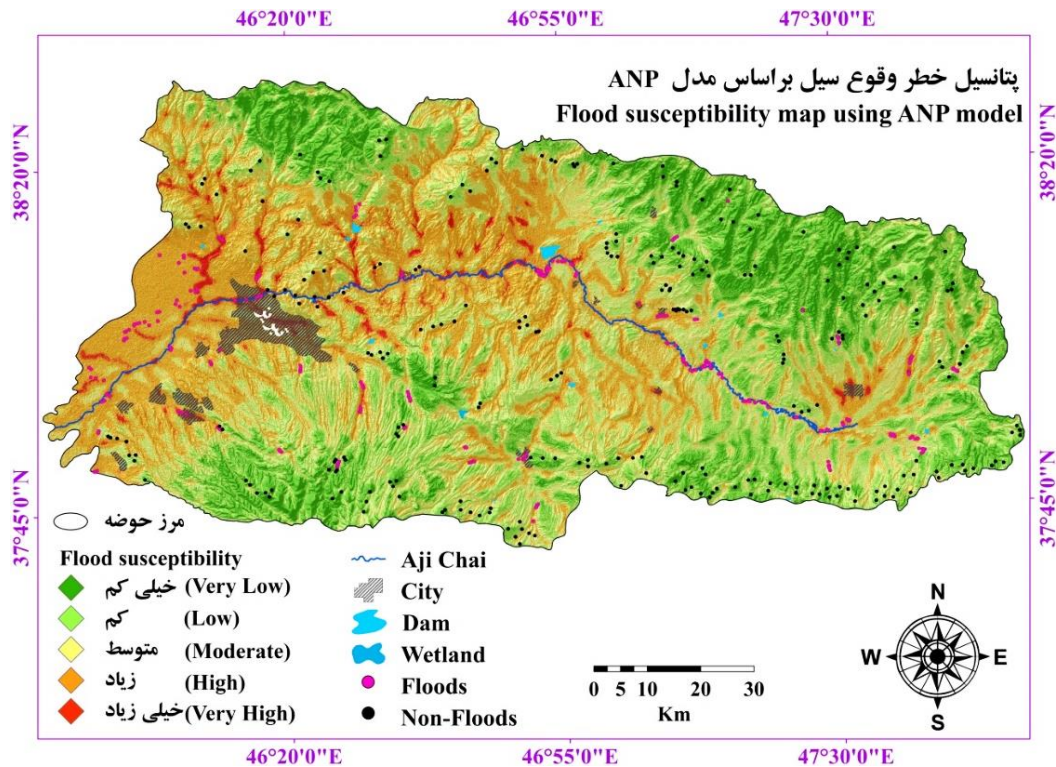 46°20'0"E 46°55'0"E 47°30'0"E
پتانسیل خطر وقوع سیل براساس مدل ANP
Flood susceptibility map using ANP model
38°20'0"N
38°20'0"N
37°45'0"N
37°45'0"N
تبریز
مرز حوضه
Flood susceptibility
خیلی کم (Very Low)
کم (Low)
متوسط (Moderate)
زیاد (High)
خیلی زیاد (Very High)
Aji Chai
City
Dam
Wetland
Floods
Non-Floods
0 5 10 20 30
Km
N
W E
S
46°20'0"E 46°55'0"E 47°30'0"E